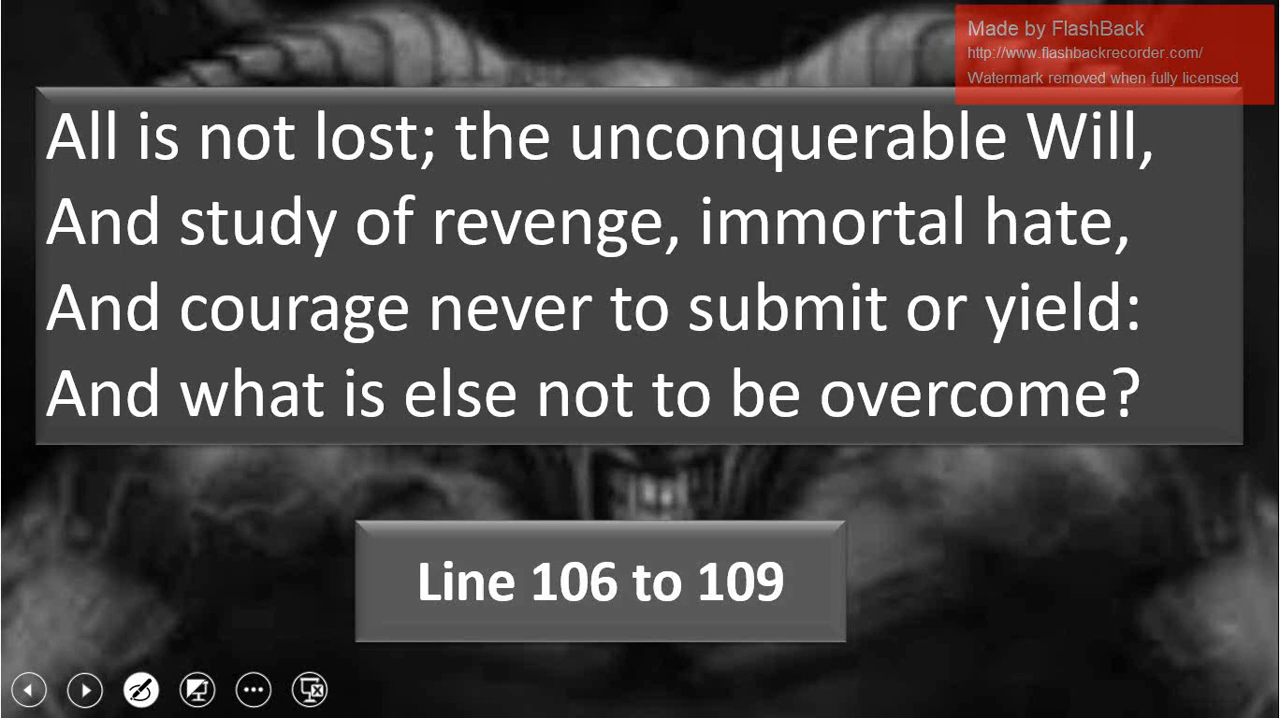 Made by FlashBack
http://www.flashbackrecorder.com/
Watermark removed when fully licensed
All is not lost; the unconquerable Will,
And study of revenge, immortal hate,
And courage never to submit or yield:
And what is else not to be overcome?
Line 106 to 109